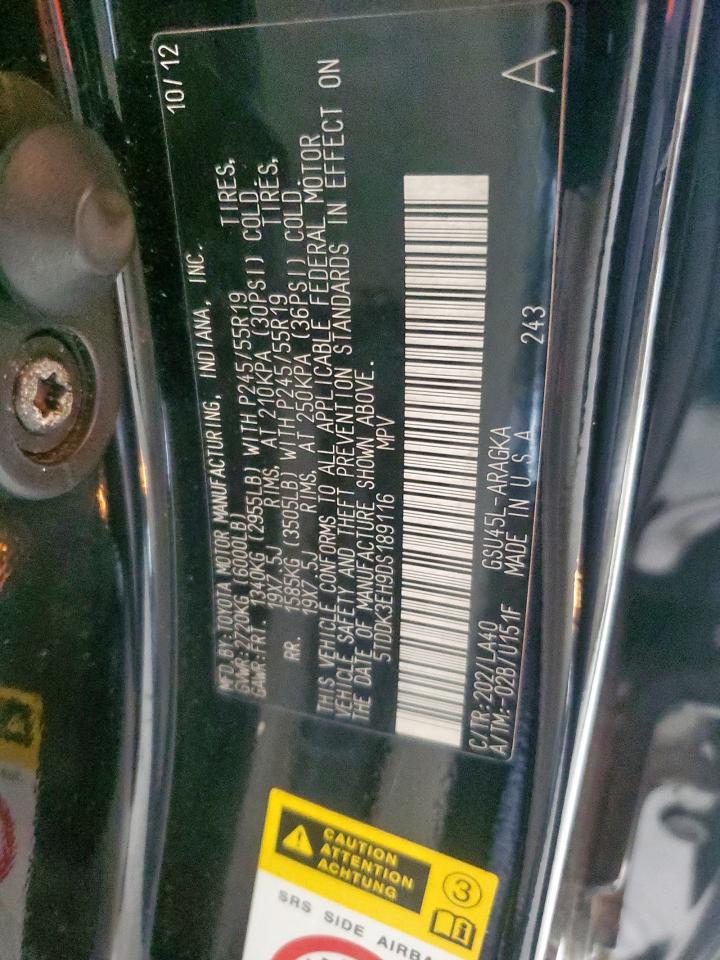 10/12
MFD.BY:TOYOTA MOTOR MANUFACTURING, INDIANA, INC.
GVWR:2720KG(6000LB)
GAWR:FRT. 1340KG (2955LB) WITH P245/55R19 TIRES,
19X7.5J RIMS, AT 210KPA (30PSI) COLD.
RR. 1585KG (3505LB) WITH P245/55R19 TIRES,
19X7.5J RIMS, AT 250KPA (36PSI) COLD.
THIS VEHICLE CONFORMS TO ALL APPLICABLE FEDERAL MOTOR
VEHICLE SAFETY AND THEFT PREVENTION STANDARDS IN EFFECT ON
THE DATE OF MANUFACTURE SHOWN ABOVE.
5TDDK3EH9DS189116 MPV
C/TR:202/LA40 GSU45L-ARAGKA 243 A
A/TM:-02B/U151F MADE IN U S A
CAUTION
ATTENTION
ACHTUNG
3
SRS SIDE